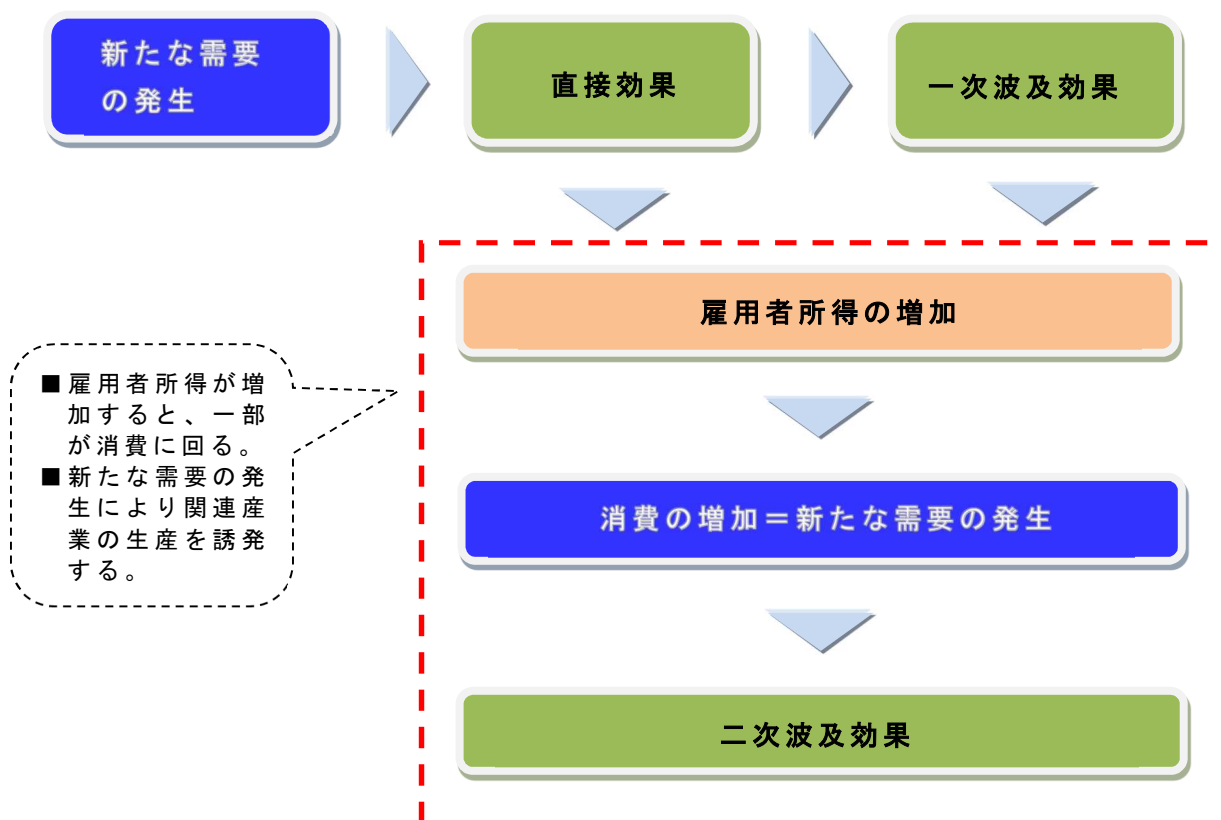 新たな需要
の発生
直接効果
一次波及効果
雇用者所得の増加
■雇用者所得が増
加すると、一部
が消費に回る。
■新たな需要の発
生により関連産
業の生産を誘発
する。
消費の増加＝新たな需要の発生
二次波及効果